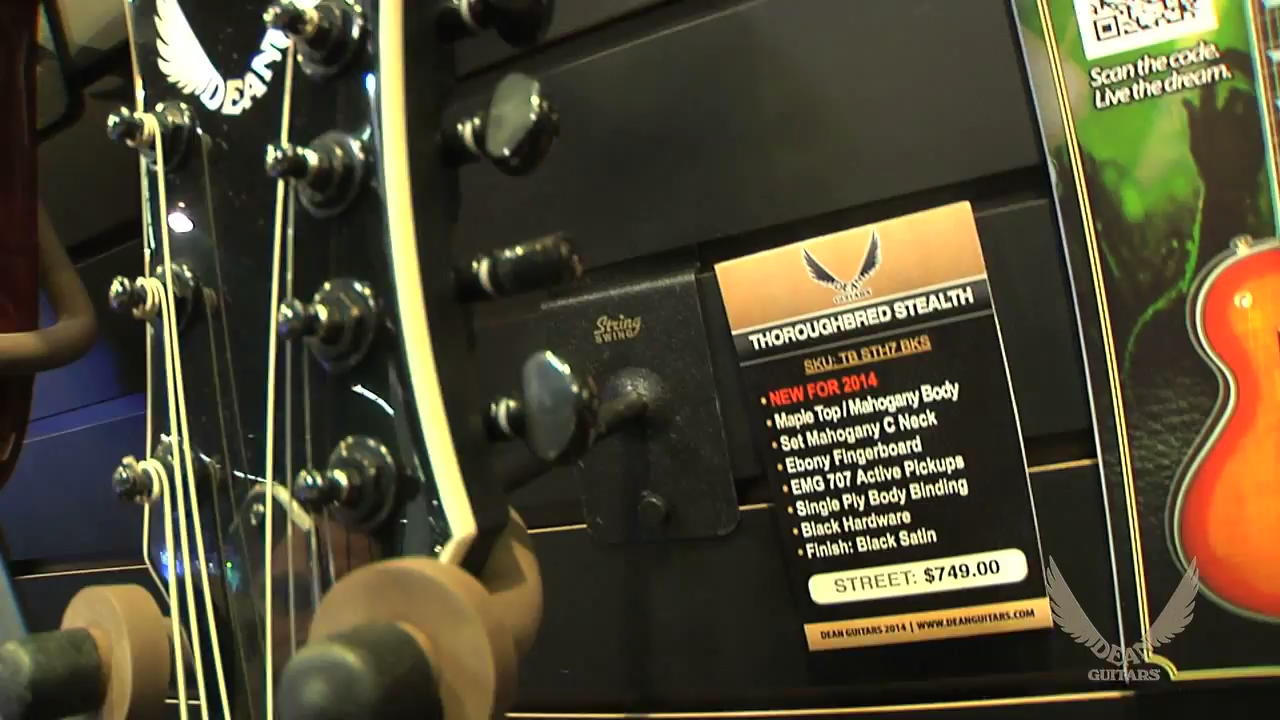 DEAN
Scan the code.
Live the dream.
String
SWING
DEAN
GUITARS
THOROUGHBRED STEALTH
SKU: TB STH7 BKS
• NEW FOR 2014
• Maple Top / Mahogany Body
• Set Mahogany C Neck
• Ebony Fingerboard
• EMG 707 Active Pickups
• Single Ply Body Binding
• Black Hardware
• Finish: Black Satin
STREET: $749.00
DEAN GUITARS 2014 | WWW.DEANGUITARS.COM
DEAN
GUITARS